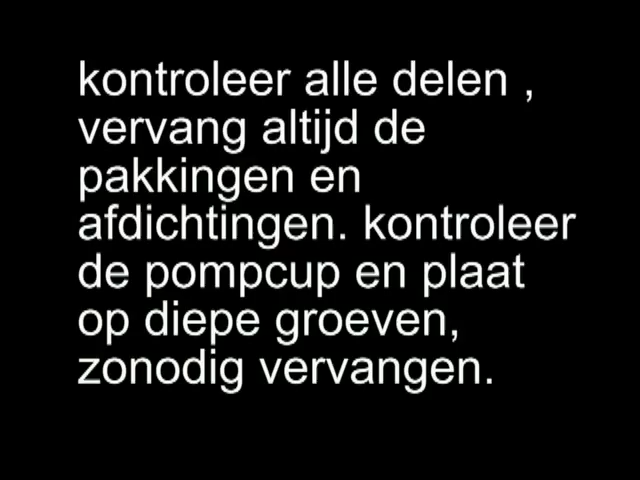 kontroleer alle delen ,
vervang altijd de
pakkingen en
afdichtingen. kontroleer
de pompcup en plaat
op diepe groeven,
zonodig vervangen.